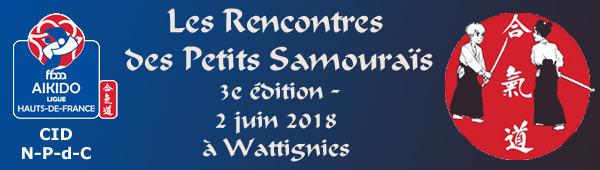 ffbaa
AIKIDO
LIGUE
HAUTS-DE-FRANCE
合氣道
CID
N-P-d-C
Les Rencontres
des Petits Samouraïs
3e édition -
2 juin 2018
à Wattignies
合
氣
道